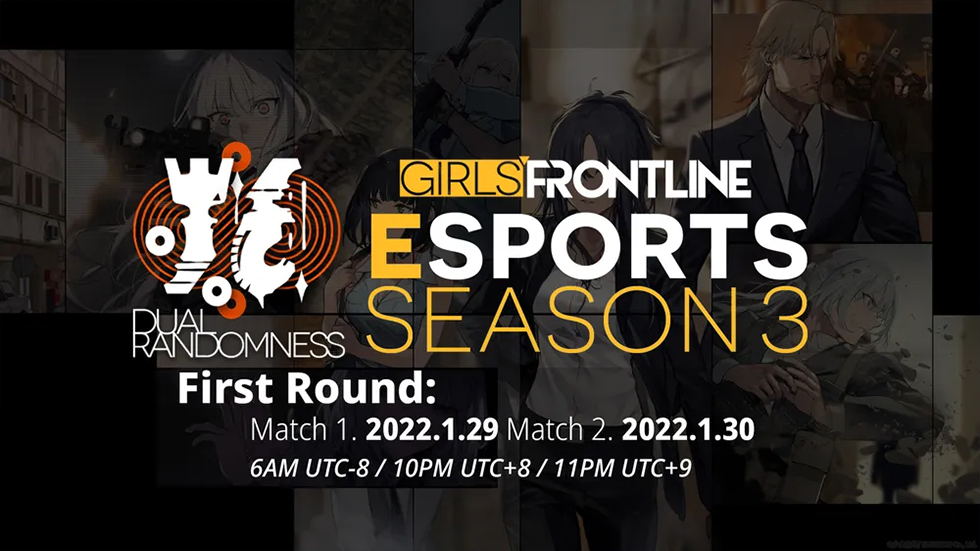 GIRLS' FRONTLINE
ESPORTS
SEASON 3
DUAL
RANDOMNESS
First Round:
Match 1. 2022.1.29 Match 2. 2022.1.30
6AM UTC-8 / 10PM UTC+8 / 11PM UTC+9